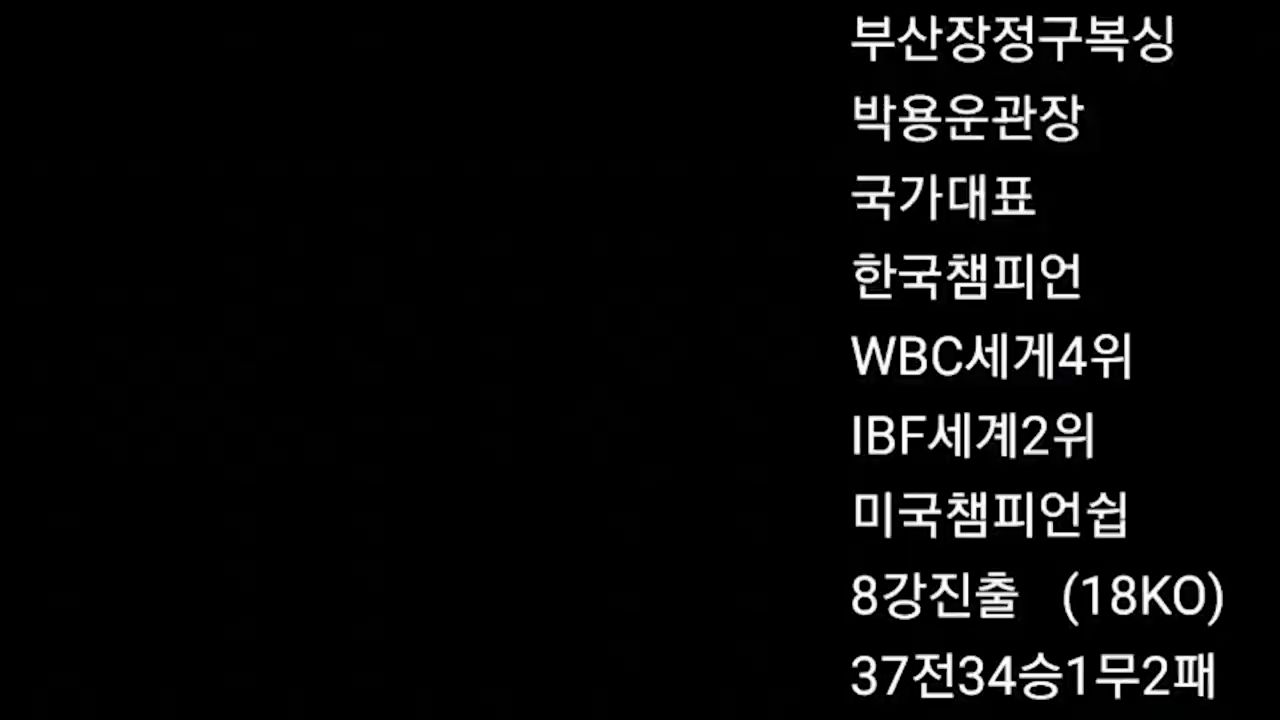 부산장정구복싱
박용운관장
국가대표
한국챔피언
WBC세게4위
IBF세계2위
미국챔피언쉽
8강진출 (18KO)
37전34승1무2패